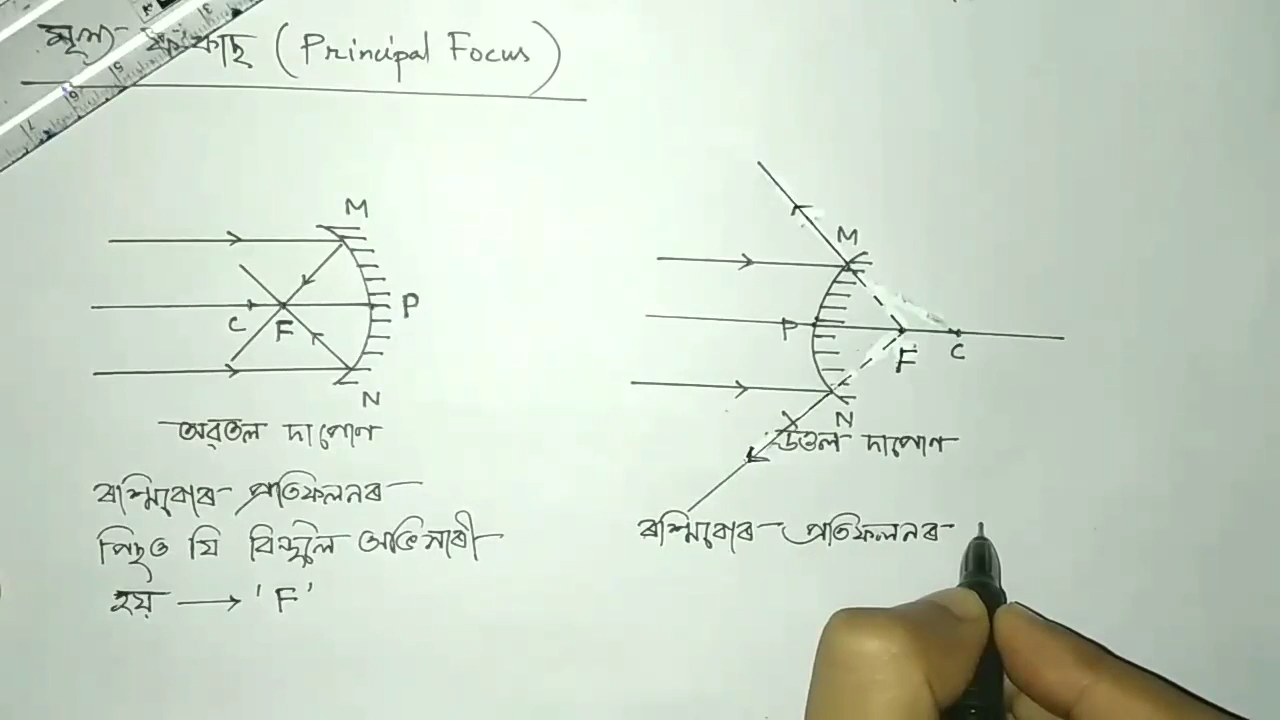 মূল্য ফ'কাছ (Principal Focus)
M
C F P
N
অৱতল দাপোণ
ৰশ্মিবোৰ প্ৰতিফলনৰ
পিছত যি বিন্দুলৈ অভিসাৰী
হয় → 'F'
M
P F C
N
উত্তল দাপোণ
ৰশ্মিবোৰ প্ৰতিফলনৰ